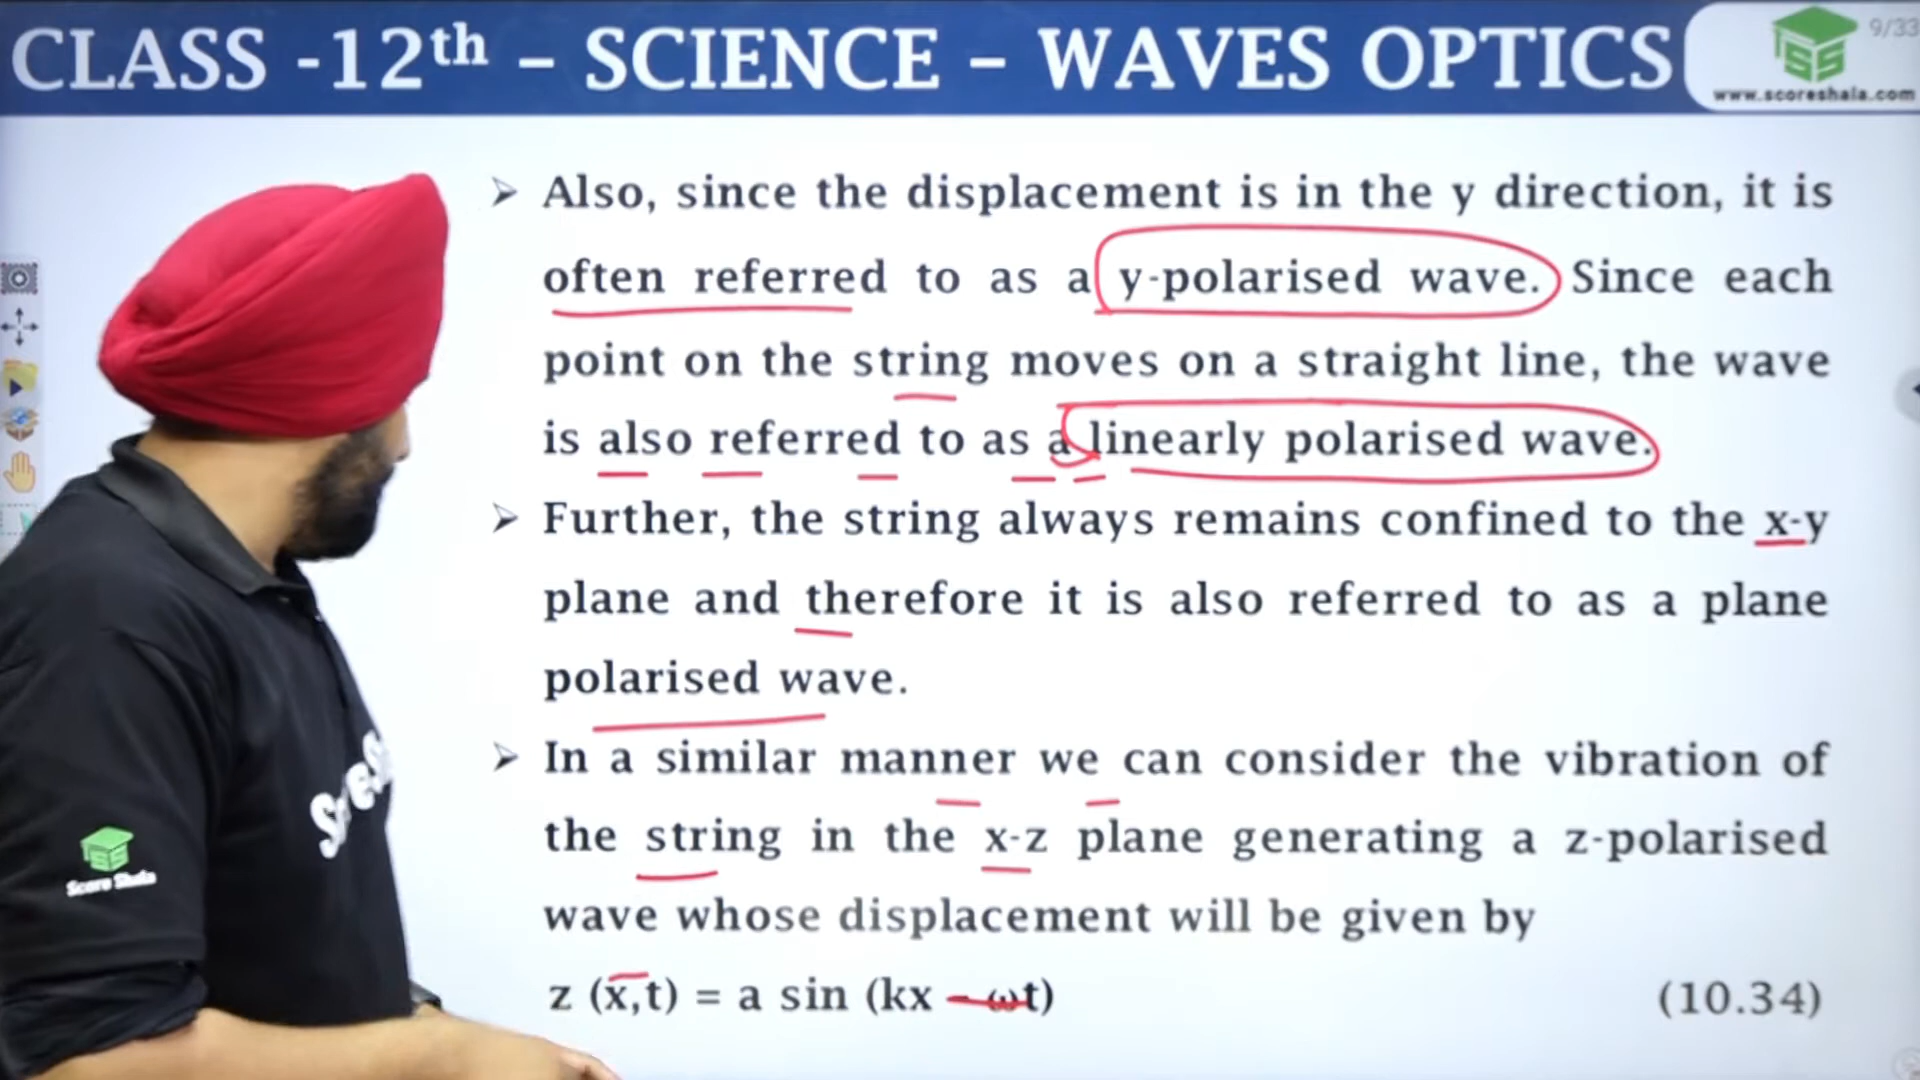 CLASS -12th – SCIENCE – WAVES OPTICS
9/33
www.scoreshala.com
➢ Also, since the displacement is in the y direction, it is
often referred to as a y-polarised wave. Since each
point on the string moves on a straight line, the wave
is also referred to as a linearly polarised wave.
➢ Further, the string always remains confined to the x-y
plane and therefore it is also referred to as a plane
polarised wave.
➢ In a similar manner we can consider the vibration of
the string in the x-z plane generating a z-polarised
wave whose displacement will be given by
z (x,t) = a sin (kx – ωt) (10.34)
Score Shala